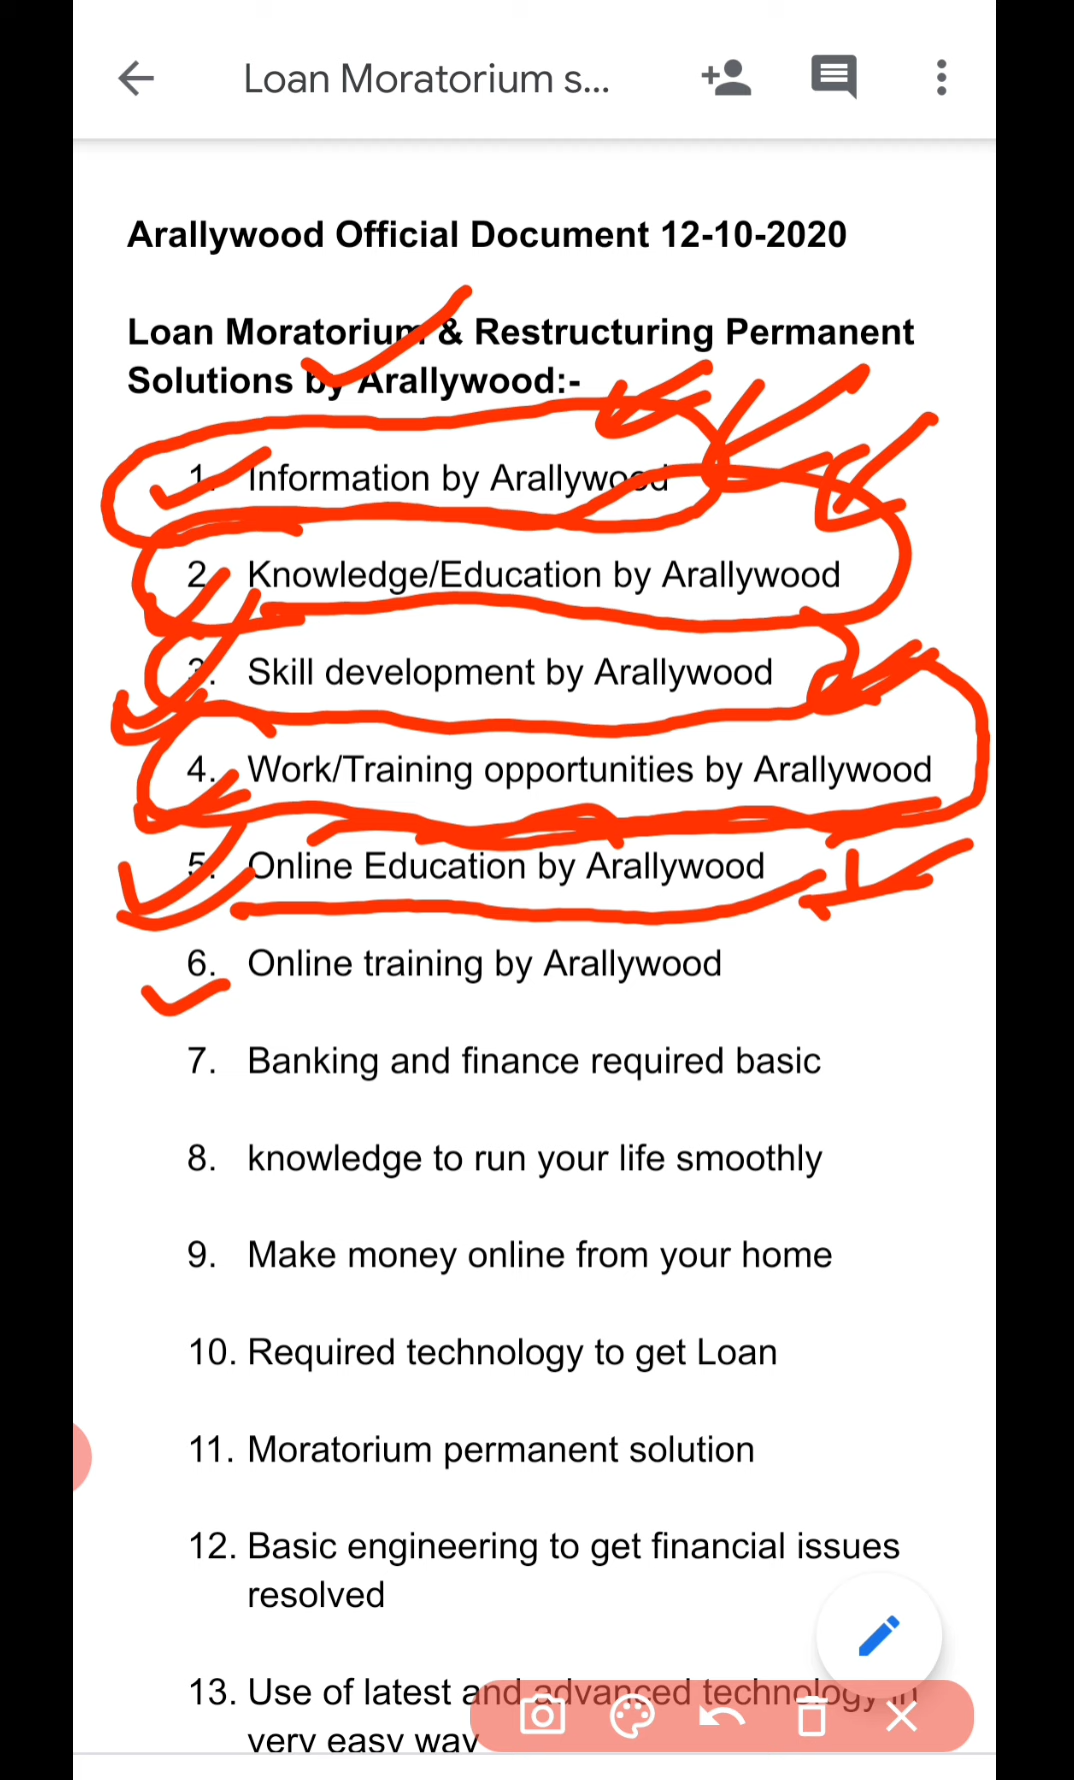 Loan Moratorium s...
Arallywood Official Document 12-10-2020
Loan Moratorium & Restructuring Permanent
Solutions by Arallywood:-
1. Information by Arallywood
2. Knowledge/Education by Arallywood
3. Skill development by Arallywood
4. Work/Training opportunities by Arallywood
5. Online Education by Arallywood
6. Online training by Arallywood
7. Banking and finance required basic
8. knowledge to run your life smoothly
9. Make money online from your home
10. Required technology to get Loan
11. Moratorium permanent solution
12. Basic engineering to get financial issues
resolved
13. Use of latest and advanced technology in
very easy way